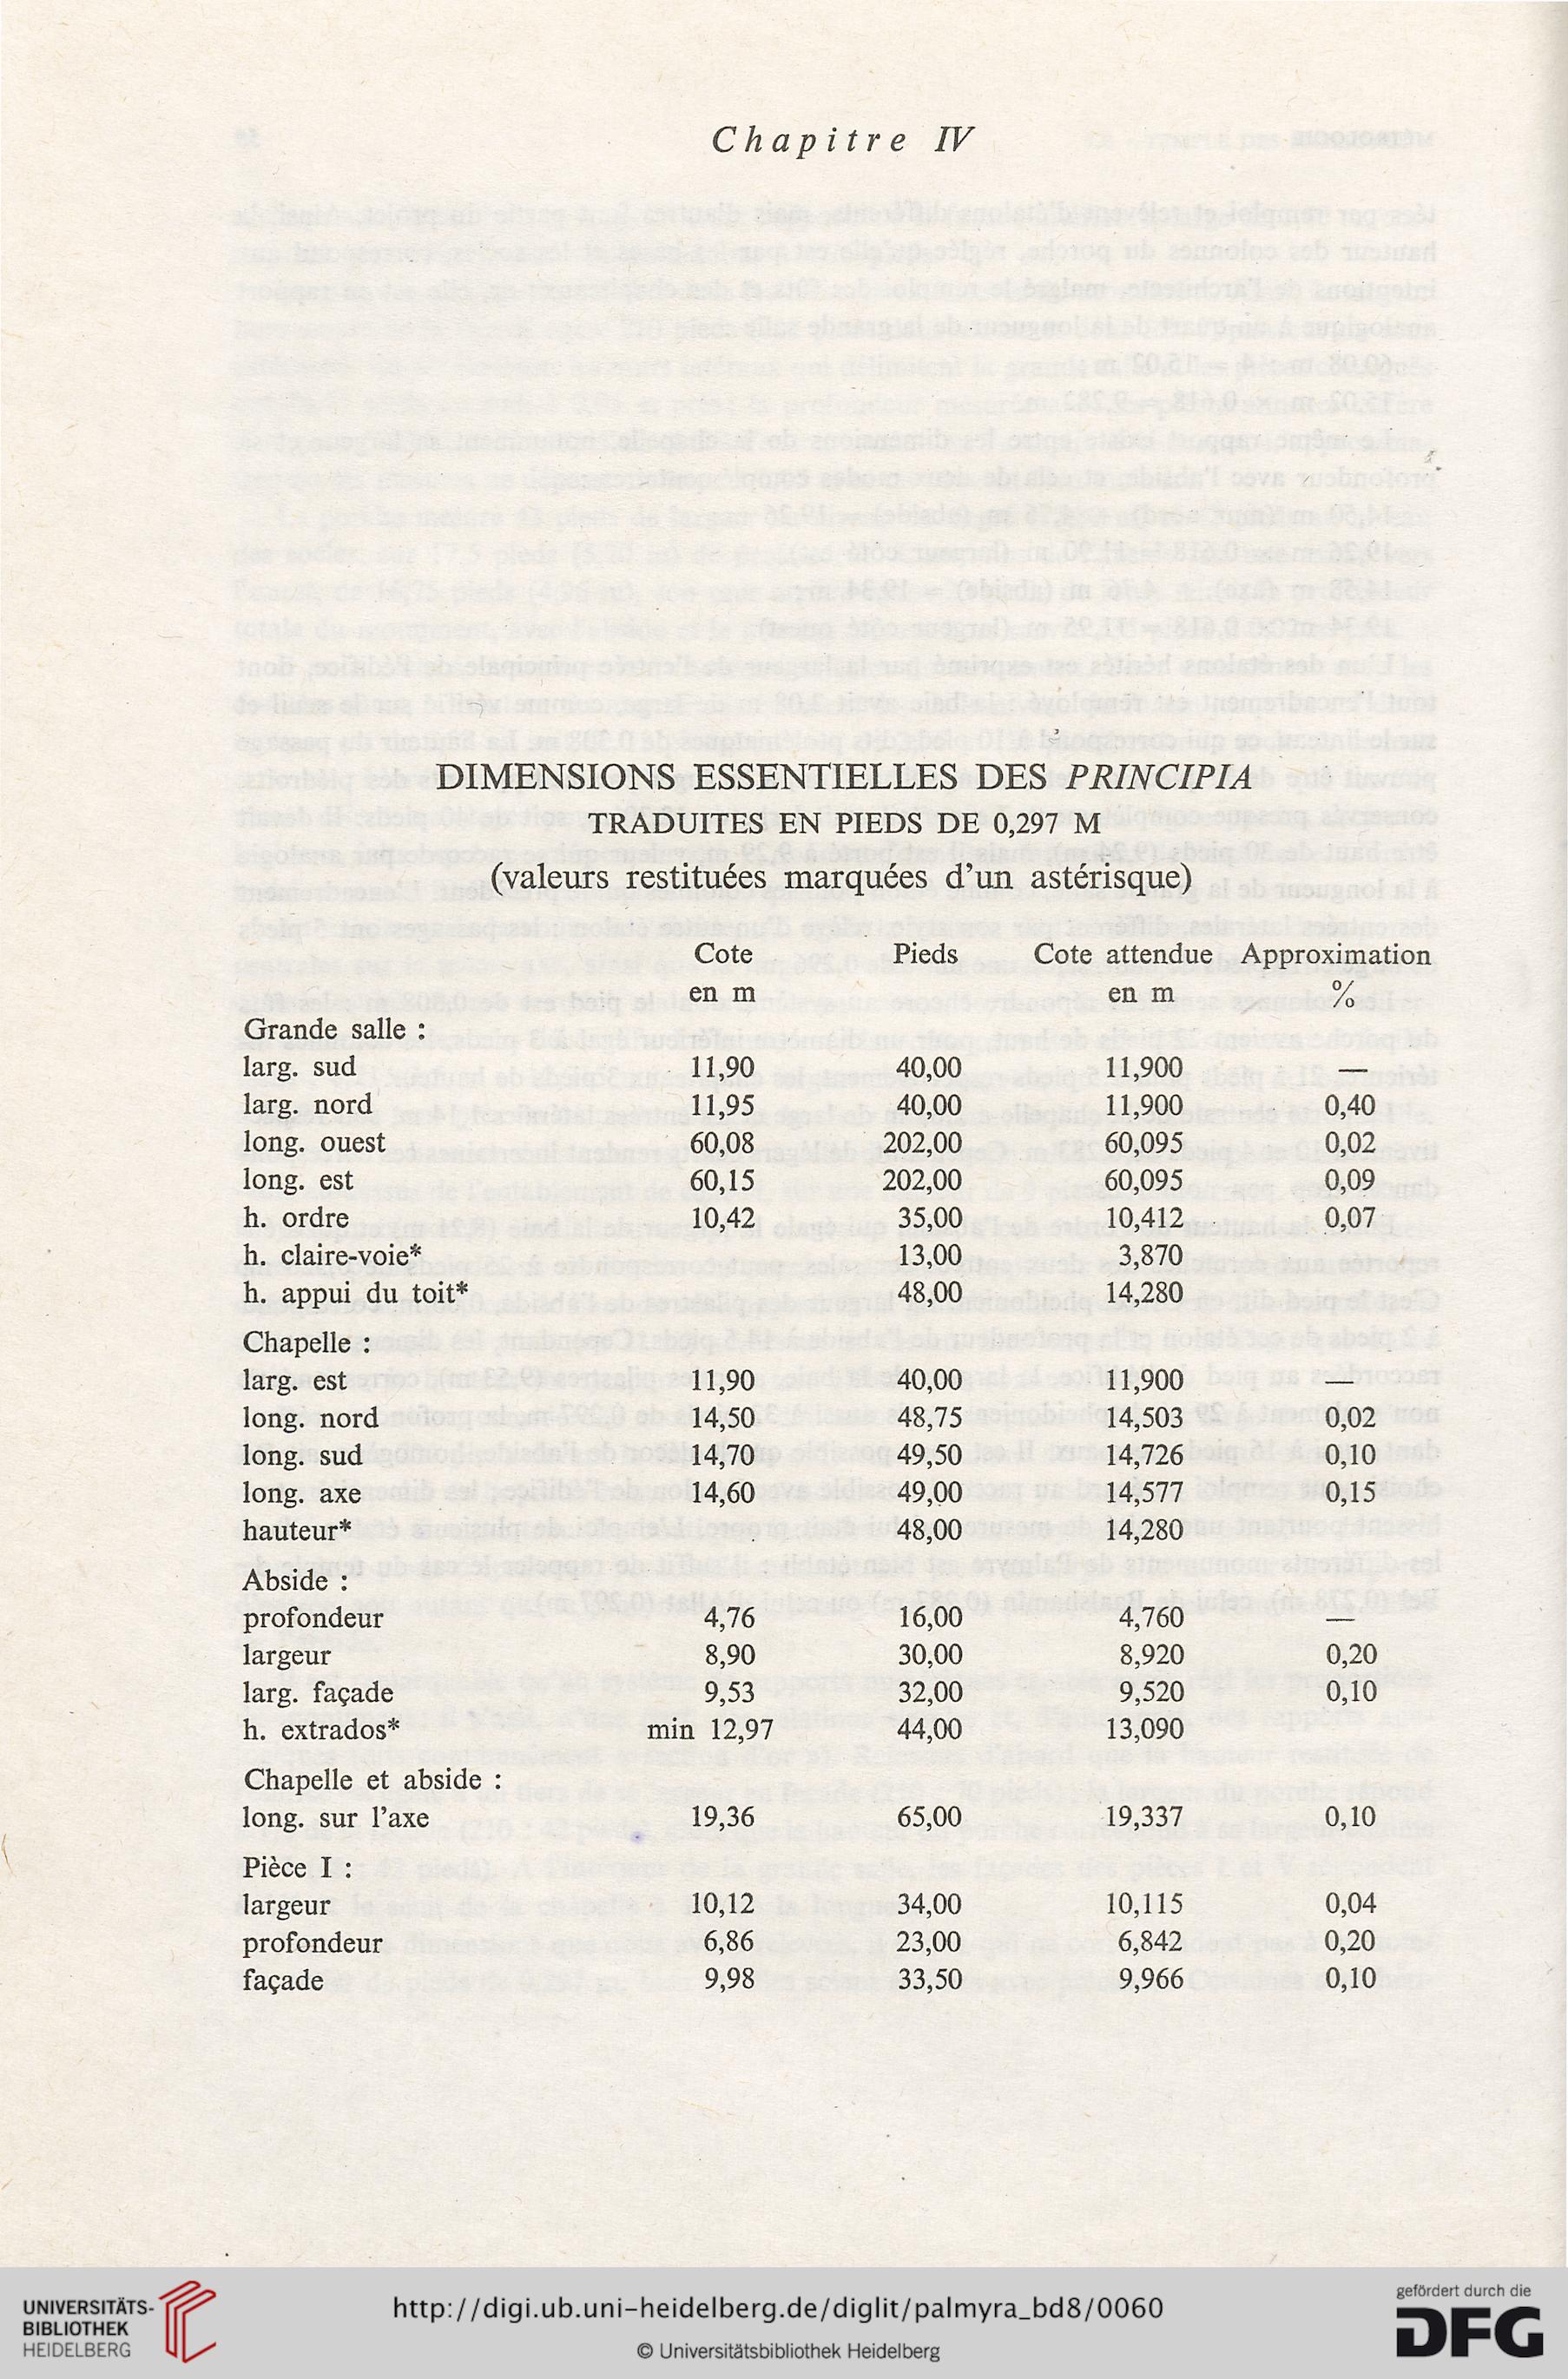 Chapitre IV
DIMENSIONS ESSENTIELLES DES PRINCIPIA
TRADUITES EN PIEDS DE 0,297 M
(valeurs restituées marquées d'un astérisque)
Cote Pieds Cote attendue Approximation
en m en m %
Grande salle :
larg. sud 11,90 40,00 11,900 —
larg. nord 11,95 40,00 11,900 0,40
long. ouest 60,08 202,00 60,095 0,02
long. est 60,15 202,00 60,095 0,09
h. ordre 10,42 35,00 10,412 0,07
h. claire-voie* 13,00 3,870
h. appui du toit* 48,00 14,280
Chapelle :
larg. est 11,90 40,00 11,900 —
long. nord 14,50 48,75 14,503 0,02
long. sud 14,70 49,50 14,726 0,10
long. axe 14,60 49,00 14,577 0,15
hauteur* 48,00 14,280
Abside :
profondeur 4,76 16,00 4,760 —
largeur 8,90 30,00 8,920 0,20
larg. façade 9,53 32,00 9,520 0,10
h. extrados* min 12,97 44,00 13,090
Chapelle et abside :
long. sur l'axe 19,36 65,00 19,337 0,10
Pièce I :
largeur 10,12 34,00 10,115 0,04
profondeur 6,86 23,00 6,842 0,20
façade 9,98 33,50 9,966 0,10
UNIVERSITÄTS-
BIBLIOTHEK
HEIDELBERG
http://digi.ub.uni-heidelberg.de/diglit/palmyra_bd8/0060
© Universitätsbibliothek Heidelberg
gefördert durch die
DFG